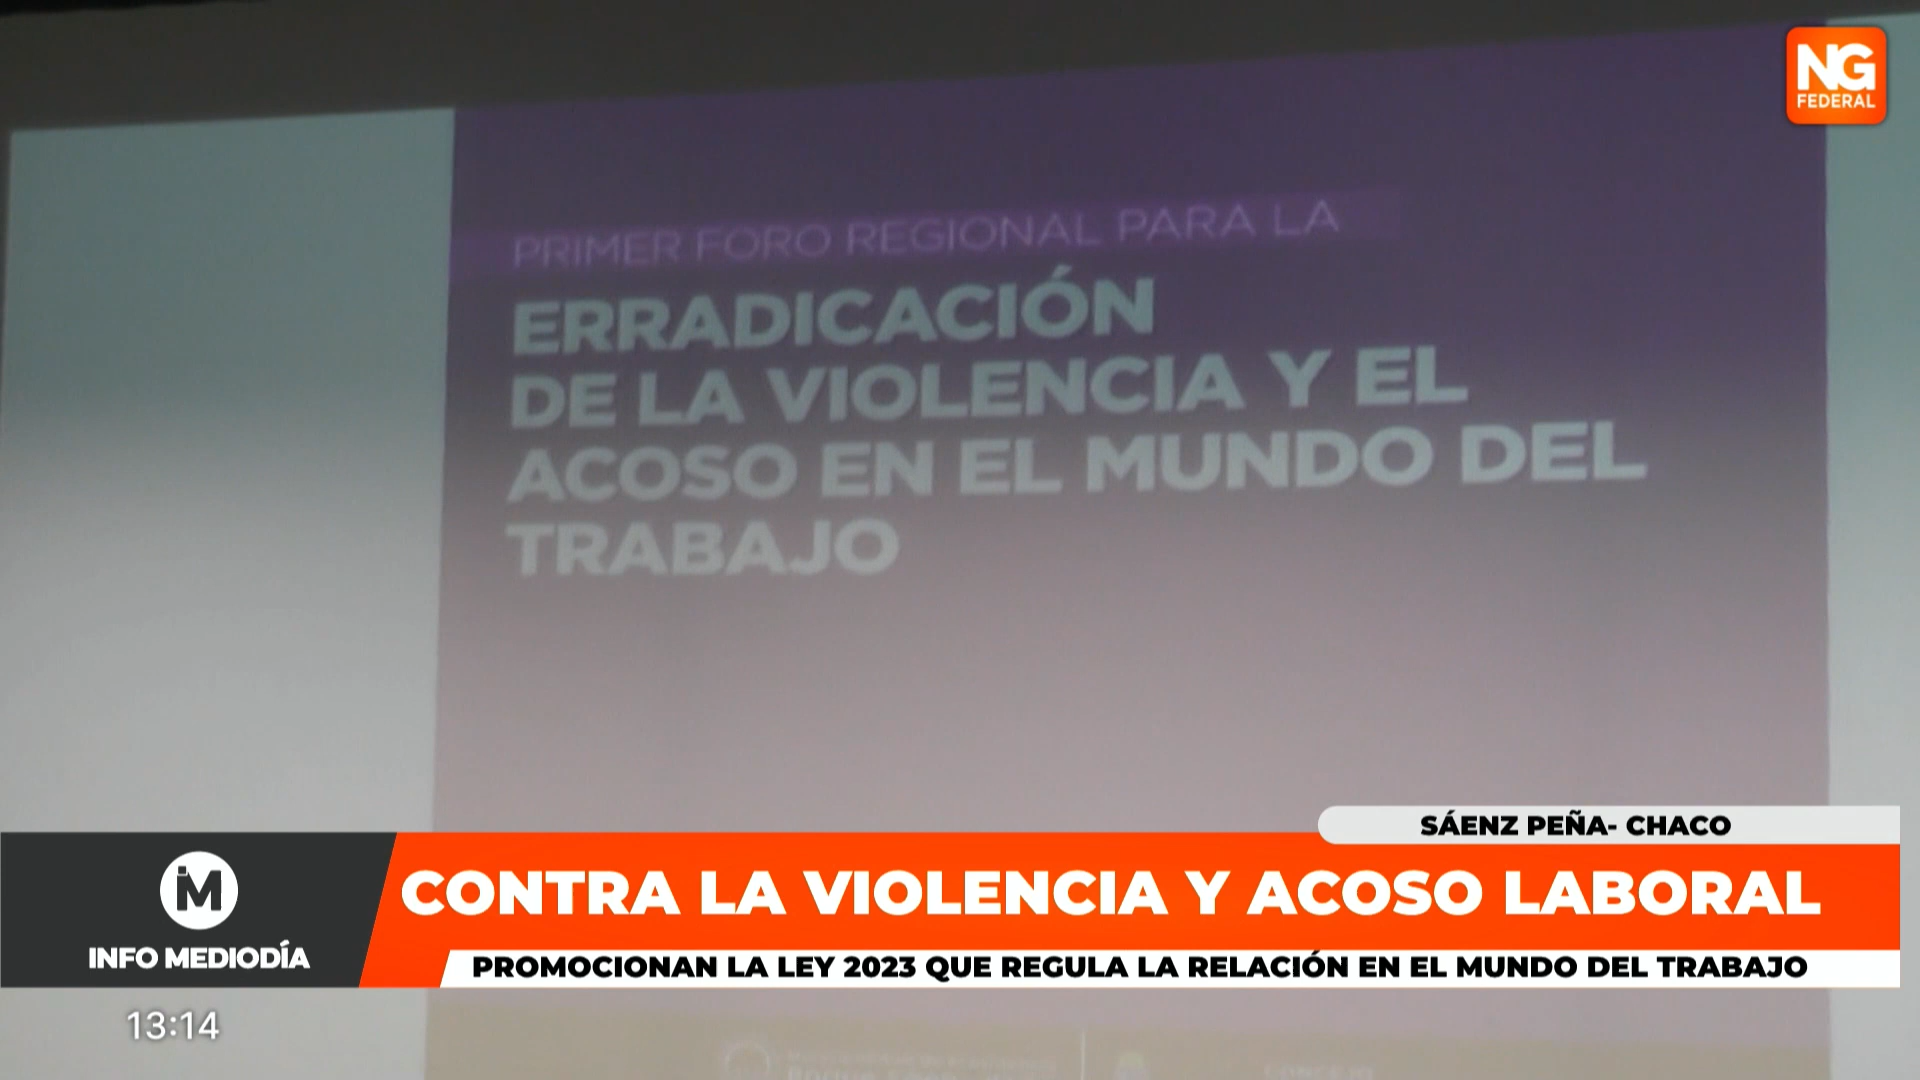 NG
FEDERAL
PRIMER FORO REGIONAL PARA LA
ERRADICACIÓN
DE LA VIOLENCIA Y EL
ACOSO EN EL MUNDO DEL
TRABAJO
SÁENZ PEÑA- CHACO
iM
INFO MEDIODÍA
CONTRA LA VIOLENCIA Y ACOSO LABORAL
PROMOCIONAN LA LEY 2023 QUE REGULA LA RELACIÓN EN EL MUNDO DEL TRABAJO
13:14